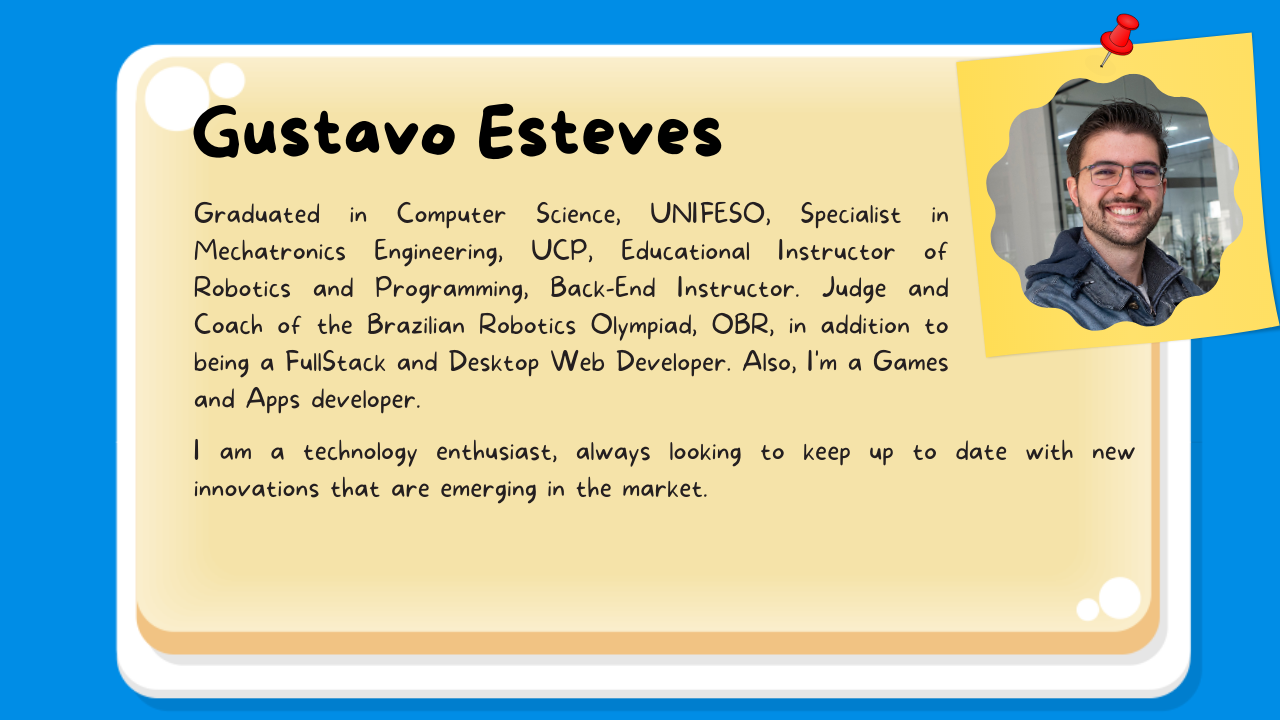 Gustavo Esteves
Graduated in Computer Science, UNIFESO, Specialist in
Mechatronics Engineering, UCP, Educational Instructor of
Robotics and Programming, Back-End Instructor. Judge and
Coach of the Brazilian Robotics Olympiad, OBR, in addition to
being a FullStack and Desktop Web Developer. Also, I'm a Games
and Apps developer.
I am a technology enthusiast, always looking to keep up to date with new
innovations that are emerging in the market.